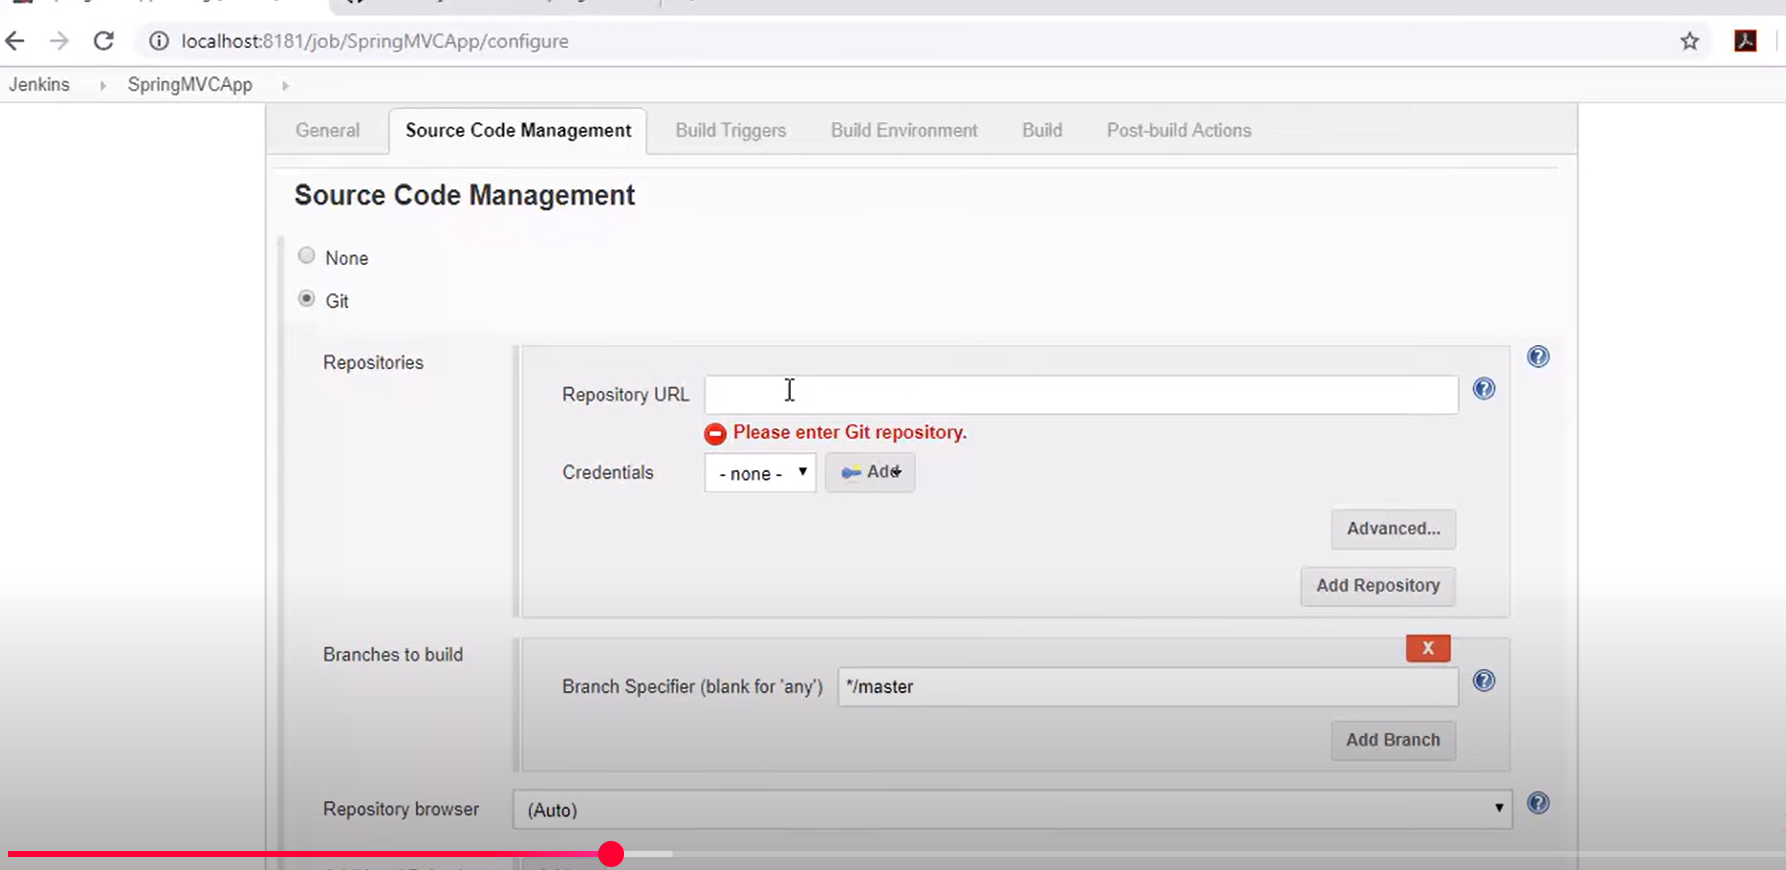 localhost:8181/job/SpringMVCApp/configure
Jenkins SpringMVCApp
General Source Code Management Build Triggers Build Environment Build Post-build Actions
Source Code Management
None
Git
Repositories
Repository URL
Please enter Git repository.
Credentials - none - Add
Advanced...
Add Repository
Branches to build
X
Branch Specifier (blank for 'any') */master
Add Branch
Repository browser (Auto)